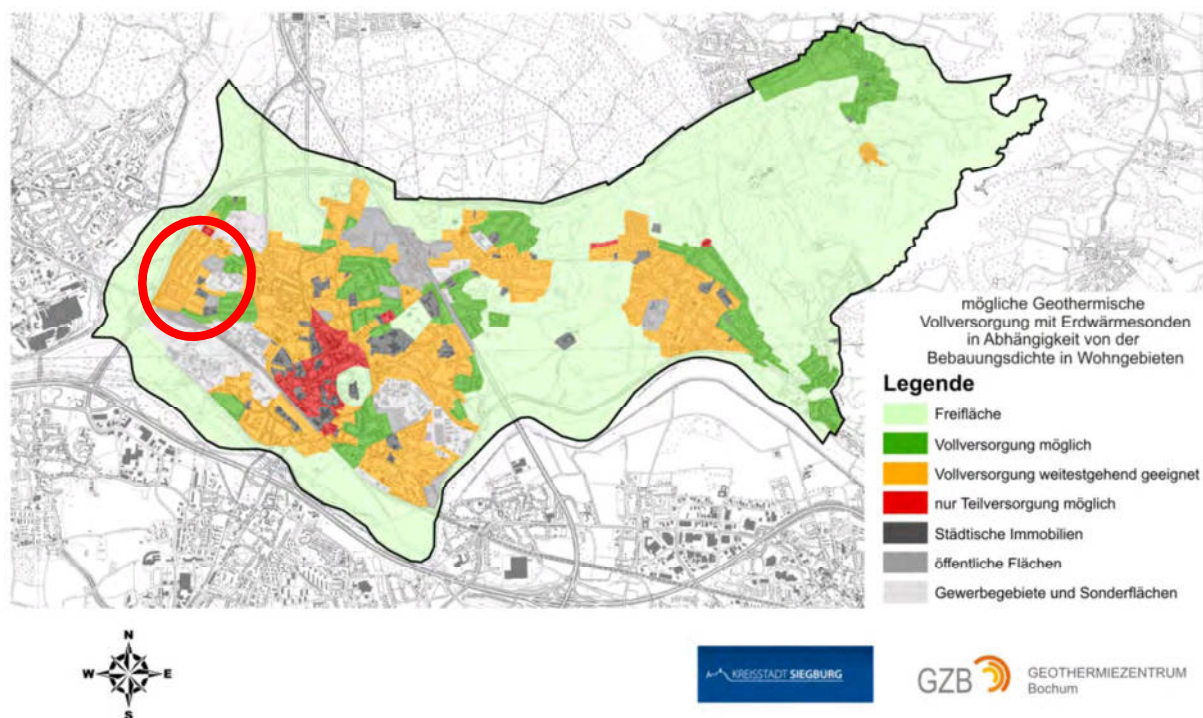 mögliche Geothermische
Vollversorgung mit Erdwärmesonden
in Abhängigkeit von der
Bebauungsdichte in Wohngebieten
Legende
Freifläche
Vollversorgung möglich
Vollversorgung weitestgehend geeignet
nur Teilversorgung möglich
Städtische Immobilien
öffentliche Flächen
Gewerbegebiete und Sonderflächen
N
W E
S
KREISSTADT SIEGBURG
GZB GEOTHERMIEZENTRUM
Bochum